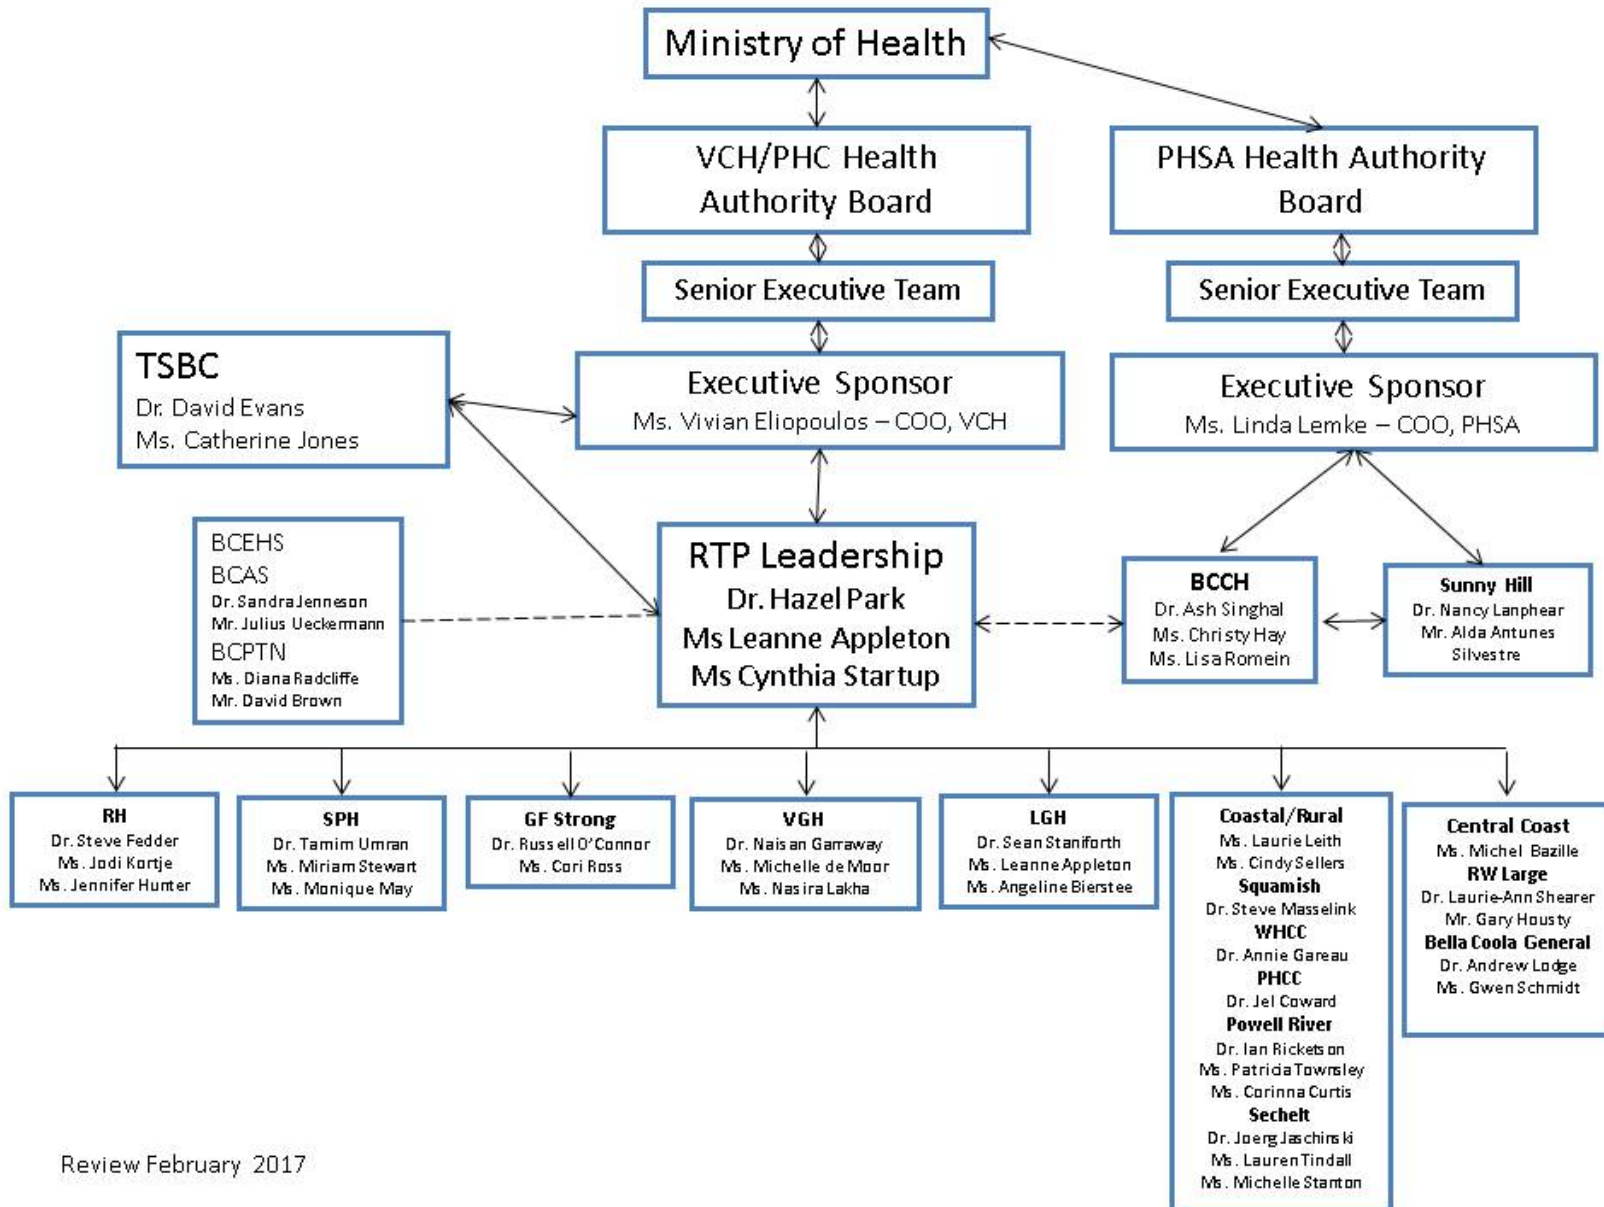 Ministry of Health
VCH/PHC Health
Authority Board
PHSA Health Authority
Board
Senior Executive Team
Senior Executive Team
TSBC
Dr. David Evans
Ms. Catherine Jones
Executive Sponsor
Ms. Vivian Eliopoulos – COO, VCH
Executive Sponsor
Ms. Linda Lemke – COO, PHSA
BCEHS
BCAS
Dr. Sandra Jenneson
Mr. Julius Ueckermann
BCPTN
Ms. Diana Radcliffe
Mr. David Brown
RTP Leadership
Dr. Hazel Park
Ms Leanne Appleton
Ms Cynthia Startup
BCCH
Dr. Ash Singhal
Ms. Christy Hay
Ms. Lisa Romein
Sunny Hill
Dr. Nancy Lanphear
Mr. Alda Antunes
Silvestre
RH
Dr. Steve Fedder
Ms. Jodi Kortje
Ms. Jennifer Hunter
SPH
Dr. Tamim Umran
Ms. Miriam Stewart
Ms. Monique May
GF Strong
Dr. Russell O'Connor
Ms. Cori Ross
VGH
Dr. Naisan Garraway
Ms. Michelle de Moor
Ms. Nasira Lakha
LGH
Dr. Sean Staniforth
Ms. Leanne Appleton
Ms. Angeline Bierstee
Coastal/Rural
Ms. Laurie Leith
Ms. Cindy Sellers
Squamish
Dr. Steve Masselink
WHCC
Dr. Annie Gareau
PHCC
Dr. Jel Coward
Powell River
Dr. Ian Ricketson
Ms. Patricia Townsley
Ms. Corinna Curtis
Sechelt
Dr. Joerg Jaschinski
Ms. Lauren Tindall
Ms. Michelle Stanton
Central Coast
Ms. Michel Bazille
RW Large
Dr. Laurie-Ann Shearer
Mr. Gary Housty
Bella Coola General
Dr. Andrew Lodge
Ms. Gwen Schmidt
Review February 2017